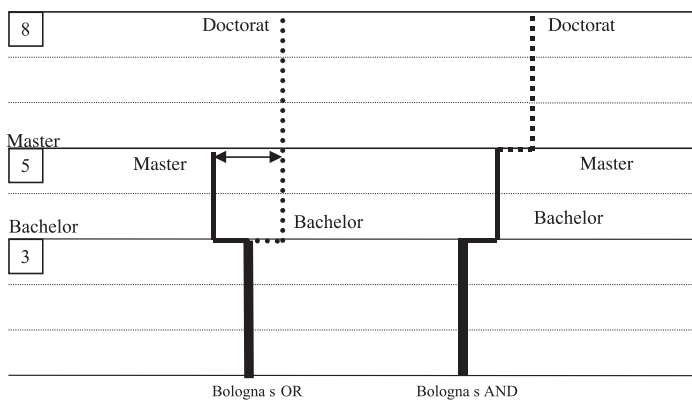 8
Doctorat
Doctorat
Master
5
Master
Master
Bachelor
Bachelor
Bachelor
3
Bologna s OR
Bologna s AND